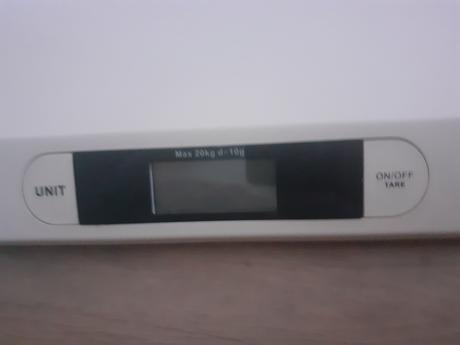 Max 20kg d=10g
UNIT
ON/OFF
TARE